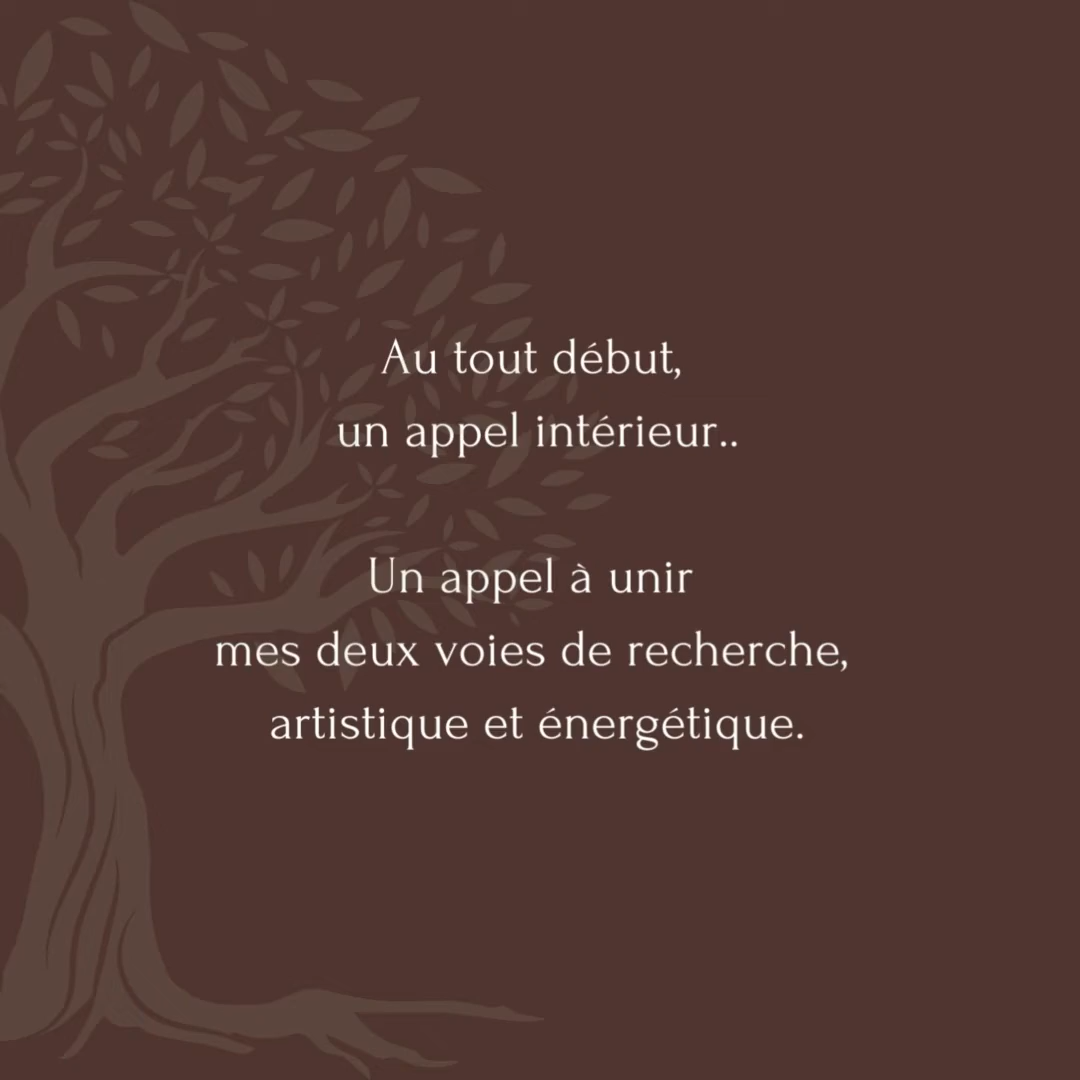 Au tout début,
un appel intérieur..
Un appel à unir
mes deux voies de recherche,
artistique et énergétique.